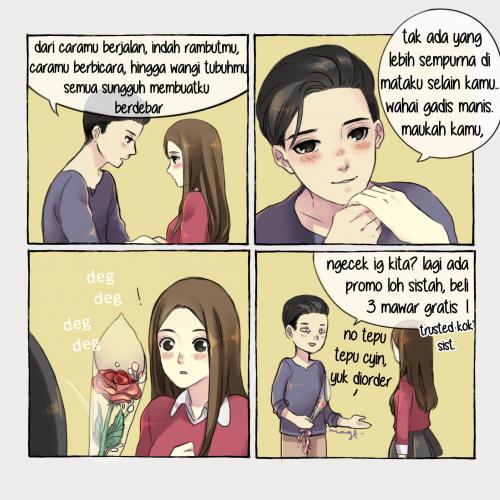 dari caramu berjalan, indah rambutmu,
caramu berbicara, hingga wangi tubuhmu
semua sungguh membuatku
berdebar
tak ada yang
lebih sempurna di
mataku selain kamu..
wahai gadis manis.
maukah kamu,
deg
deg
deg
deg
!
ngecek ig kita? lagi ada
promo loh sistah, beli
3 mawar gratis 1
trusted kok
sist.
no tepu
tepu cyin,
yuk diorder